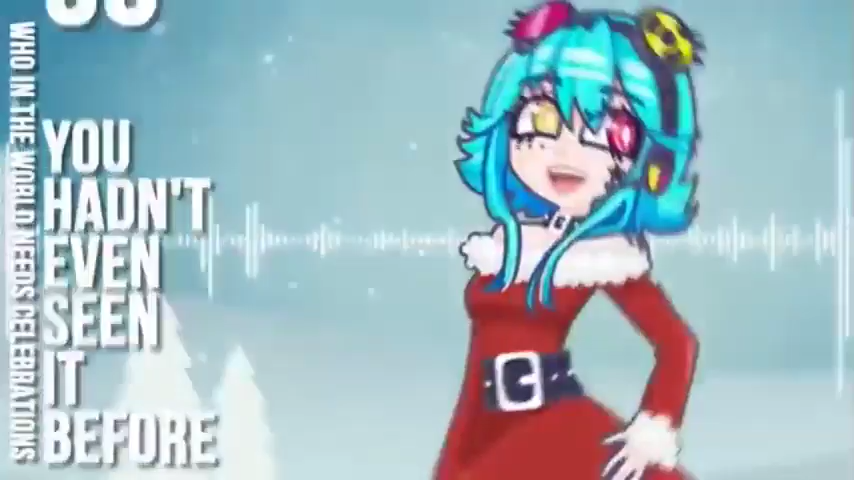 WHO IN THE WORLD NEEDS CELEBRATIONS
YOU
HADN'T
EVEN
SEEN
IT
BEFORE